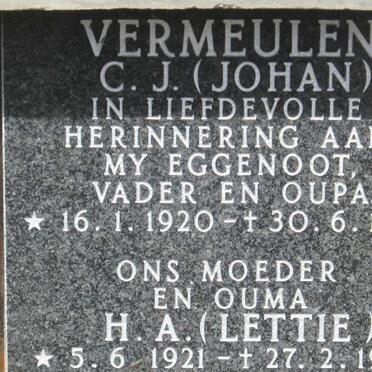 VERMEULEN
C. J. (JOHAN)
IN LIEFDEVOLLE
HERINNERING AAN
MY EGGENOOT,
VADER EN OUPA
★ 16. 1. 1920 - † 30. 6.
ONS MOEDER
EN OUMA
H. A. (LETTIE)
★ 5. 6 1921 - † 27. 2.